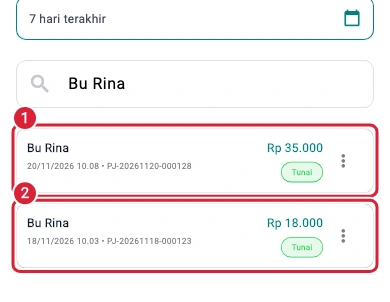 7 hari terakhir
Bu Rina
1
Bu Rina
Rp 35.000
20/11/2026 10.08 • PJ-20261120-000128
Tunai
2
Bu Rina
Rp 18.000
18/11/2026 10.03 • PJ-20261118-000123
Tunai